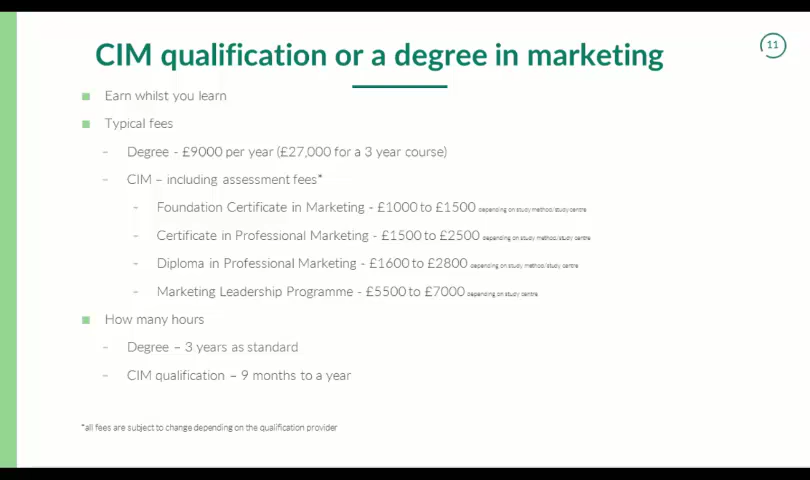 CIM qualification or a degree in marketing
11
Earn whilst you learn
Typical fees
– Degree - £9000 per year (£27,000 for a 3 year course)
– CIM – including assessment fees*
- Foundation Certificate in Marketing - £1000 to £1500 depending on study method/study centre
- Certificate in Professional Marketing - £1500 to £2500 depending on study method/study centre
- Diploma in Professional Marketing - £1600 to £2800 depending on study method/study centre
- Marketing Leadership Programme - £5500 to £7000 depending on study centre
How many hours
– Degree – 3 years as standard
– CIM qualification – 9 months to a year
*all fees are subject to change depending on the qualification provider